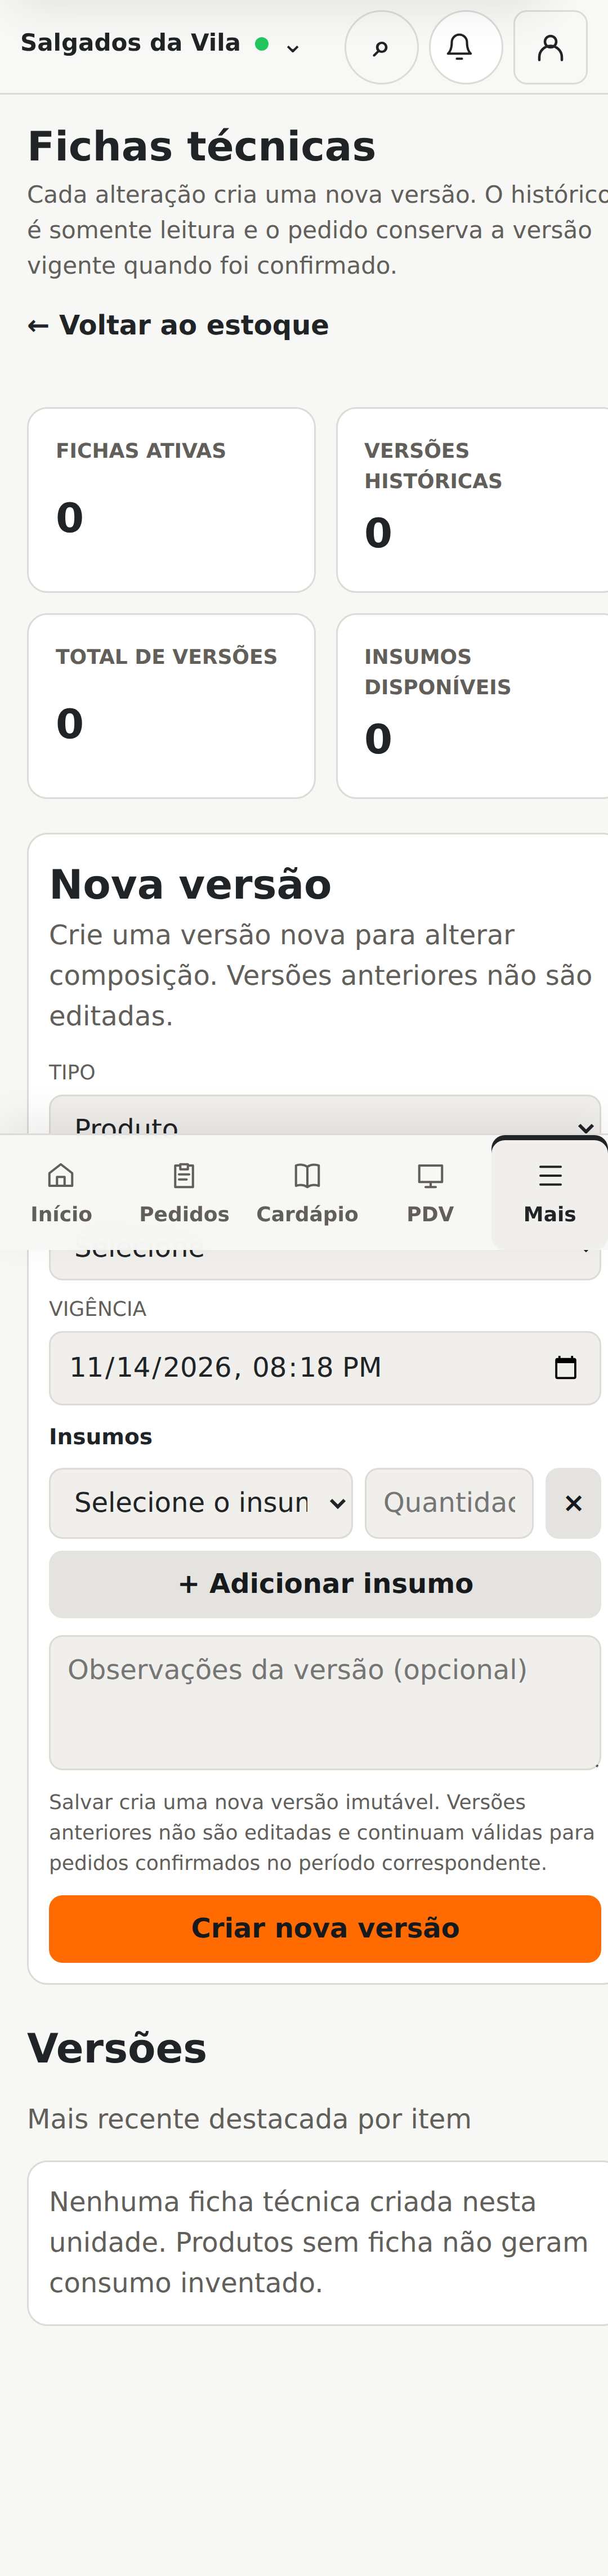 Salgados da Vila
Fichas técnicas
Cada alteração cria uma nova versão. O histórico
é somente leitura e o pedido conserva a versão
vigente quando foi confirmado.
← Voltar ao estoque
FICHAS ATIVAS
0
VERSÕES
HISTÓRICAS
0
TOTAL DE VERSÕES
0
INSUMOS
DISPONÍVEIS
0
Nova versão
Crie uma versão nova para alterar
composição. Versões anteriores não são
editadas.
TIPO
Produto
Início
Pedidos
Cardápio
PDV
Mais
Selecione
VIGÊNCIA
11/14/2026, 08:18 PM
Insumos
Selecione o insum
Quantidad
×
+ Adicionar insumo
Observações da versão (opcional)
Salvar cria uma nova versão imutável. Versões
anteriores não são editadas e continuam válidas para
pedidos confirmados no período correspondente.
Criar nova versão
Versões
Mais recente destacada por item
Nenhuma ficha técnica criada nesta
unidade. Produtos sem ficha não geram
consumo inventado.